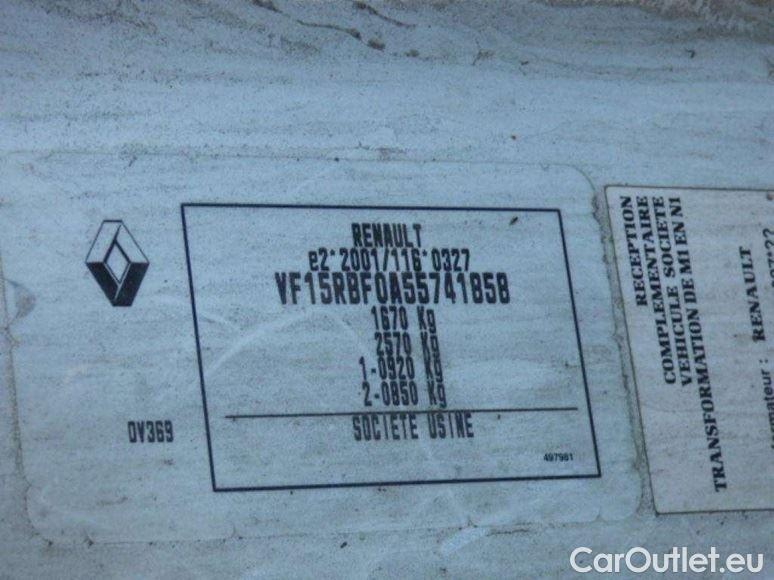 RENAULT
e2*2001/116*0327
VF15RBF0A55741858
1670 Kg
2570 Kg
1-0920 Kg
2-0850 Kg
SOCIETE USINE
0V369
497981
RECEPTION
COMPLEMENTAIRE
VEHICULE SOCIETE
TRANSFORMATION DE M1 EN N1
RENAULT
CarOutlet.eu